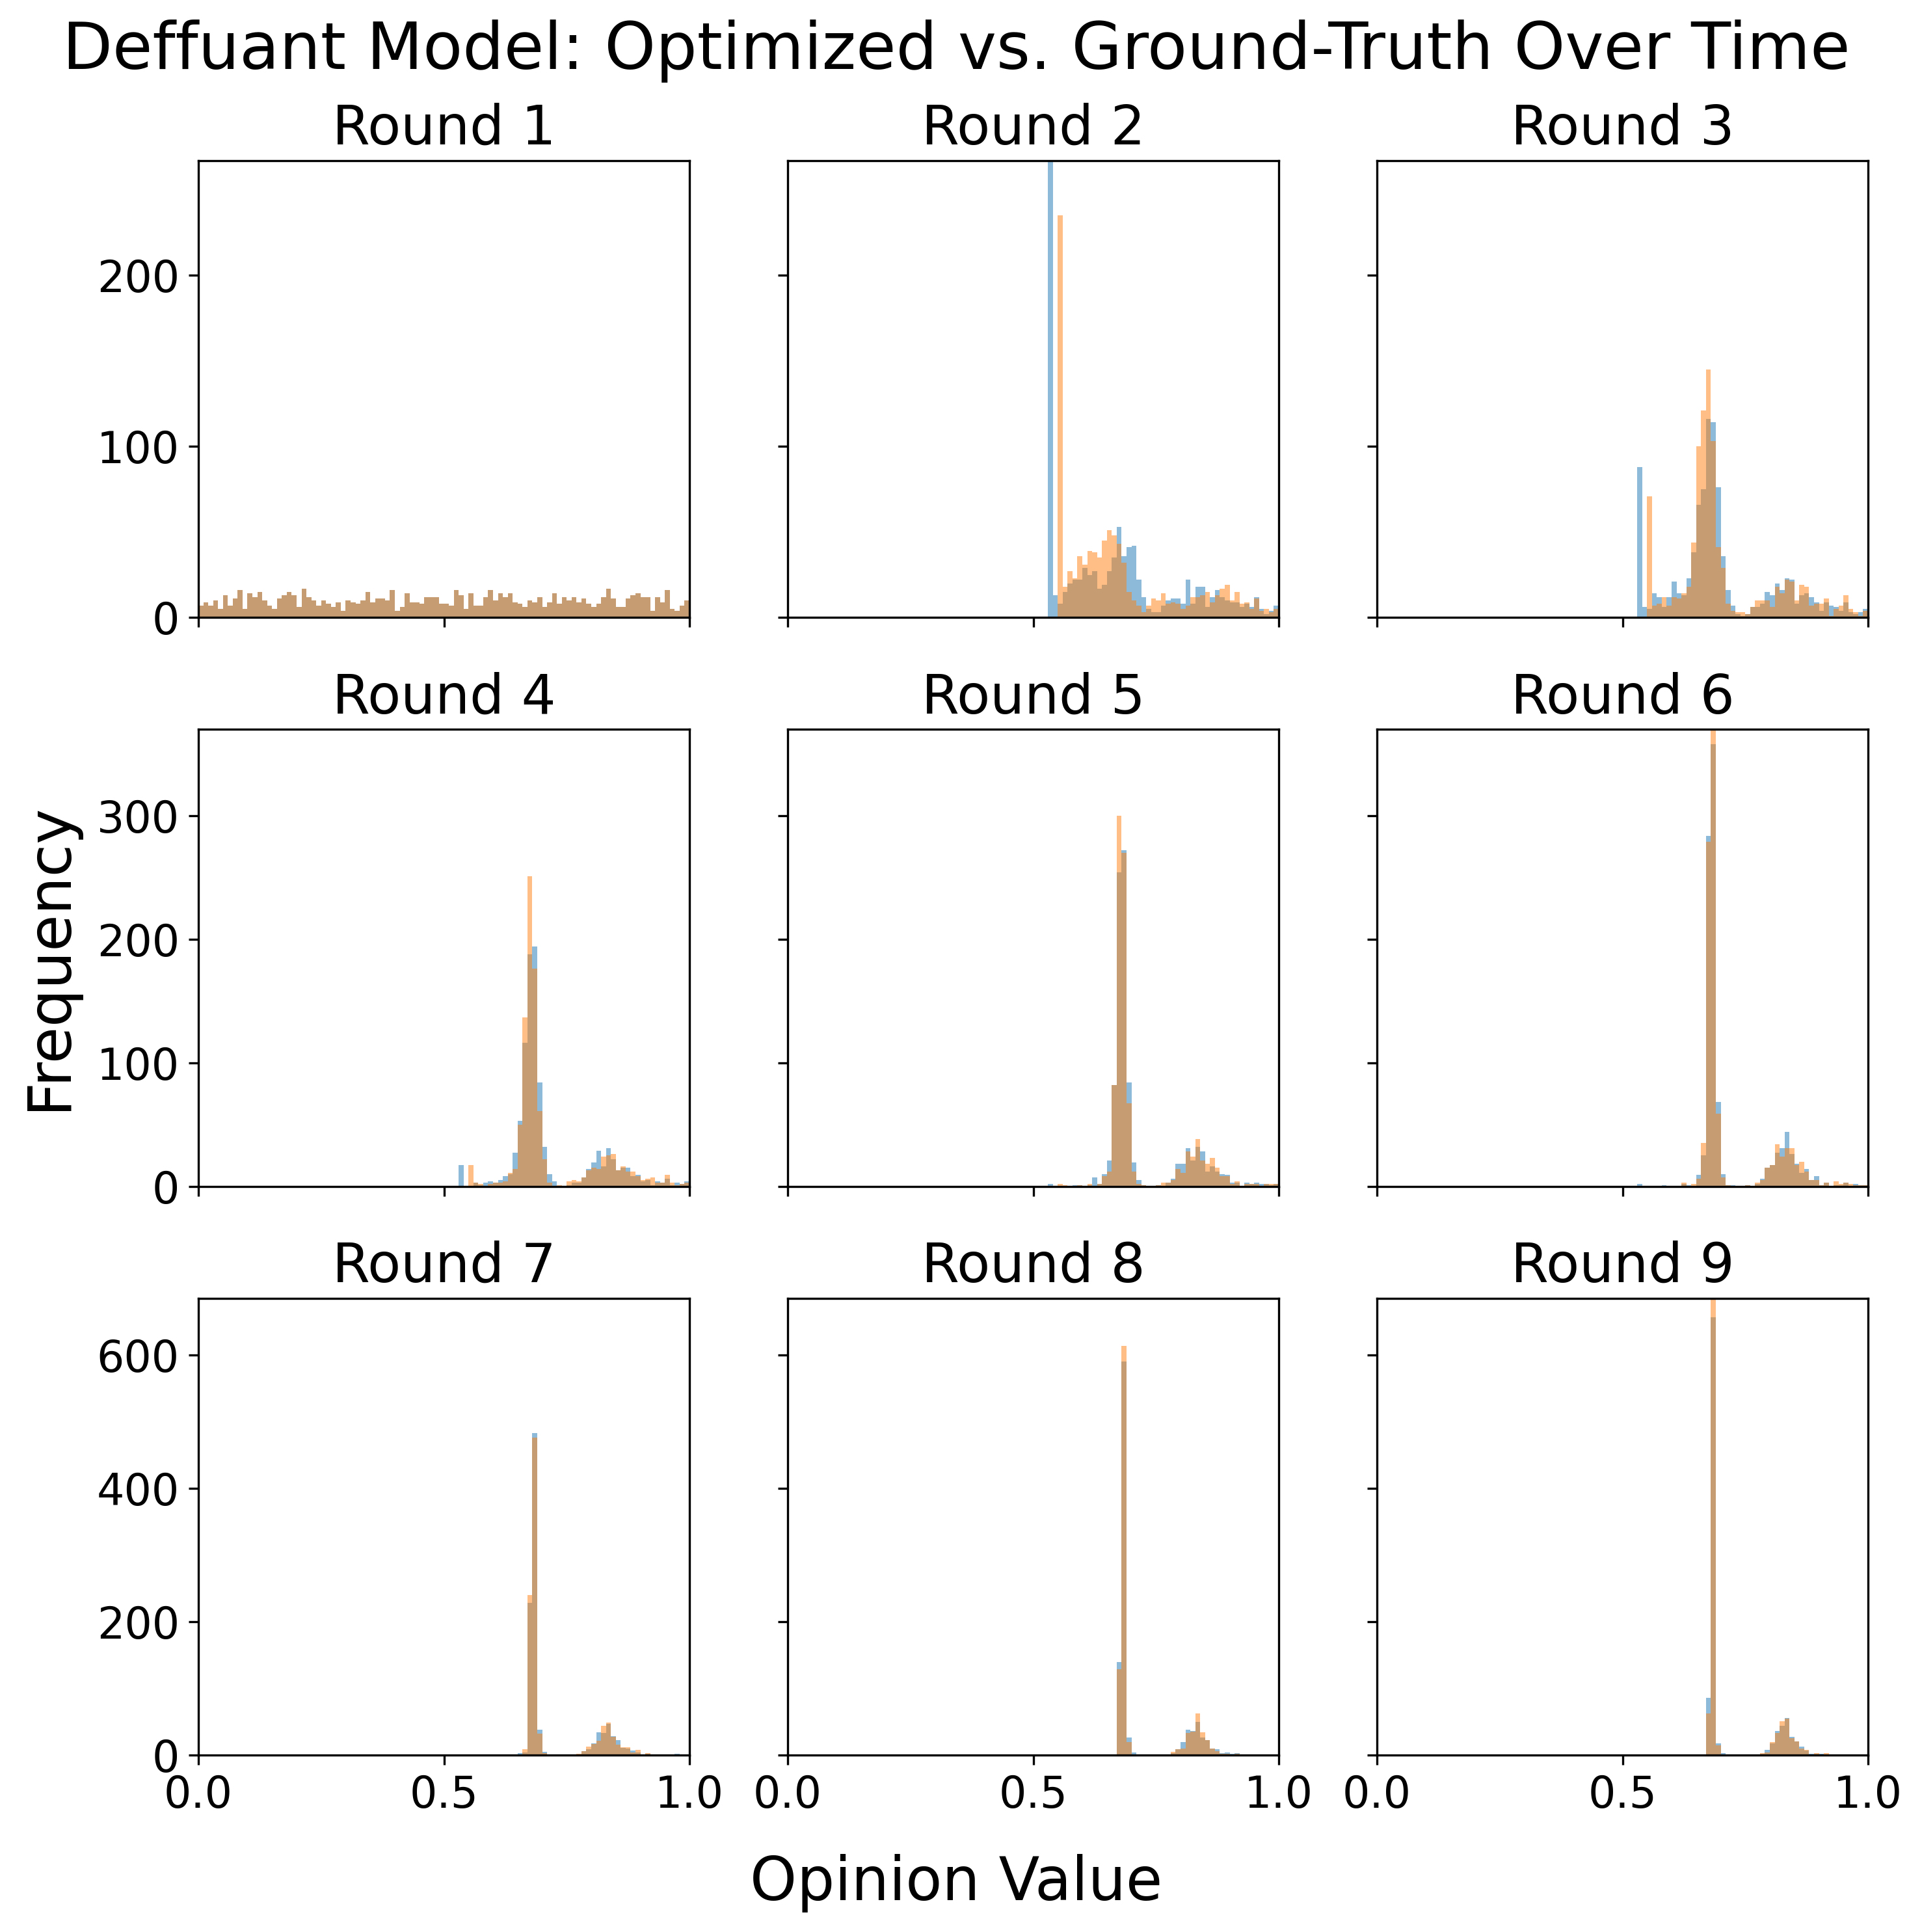 Deffuant Model: Optimized vs. Ground-Truth Over Time
Round 1
Round 2
Round 3
200
100
0
Round 4
Round 5
Round 6
Frequency
300
200
100
0
Round 7
Round 8
Round 9
600
400
200
0
0.0 0.5 1.0 0.0 0.5 1.0 0.0 0.5 1.0
Opinion Value